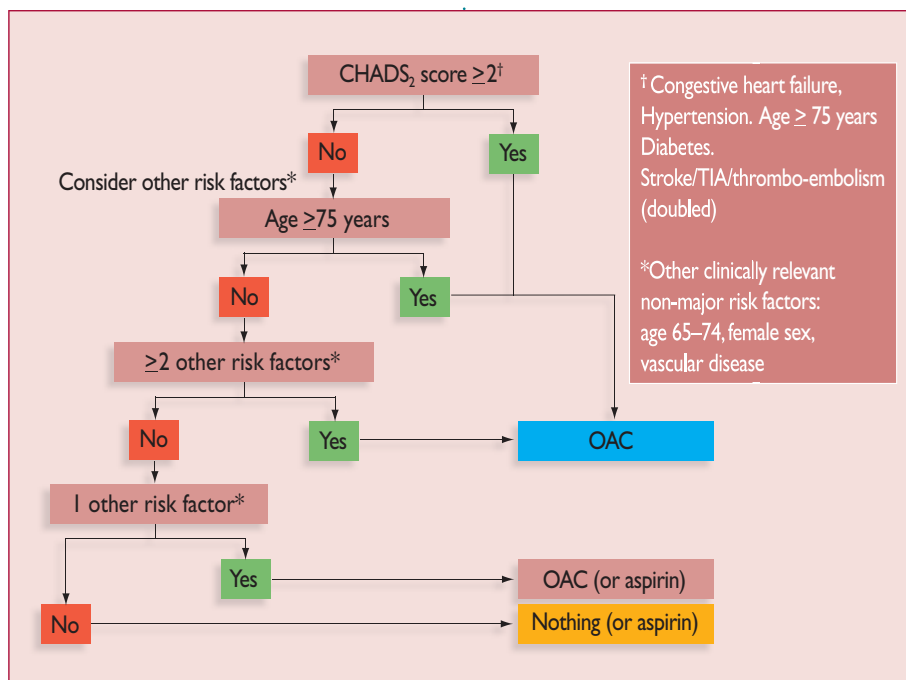 CHADS₂ score ≥2†
No
Yes
Consider other risk factors*
Age ≥75 years
No
Yes
≥2 other risk factors*
No
Yes
OAC
1 other risk factor*
Yes
OAC (or aspirin)
No
Nothing (or aspirin)
† Congestive heart failure,
Hypertension. Age ≥ 75 years
Diabetes.
Stroke/TIA/thrombo-embolism
(doubled)
*Other clinically relevant
non-major risk factors:
age 65–74, female sex,
vascular disease